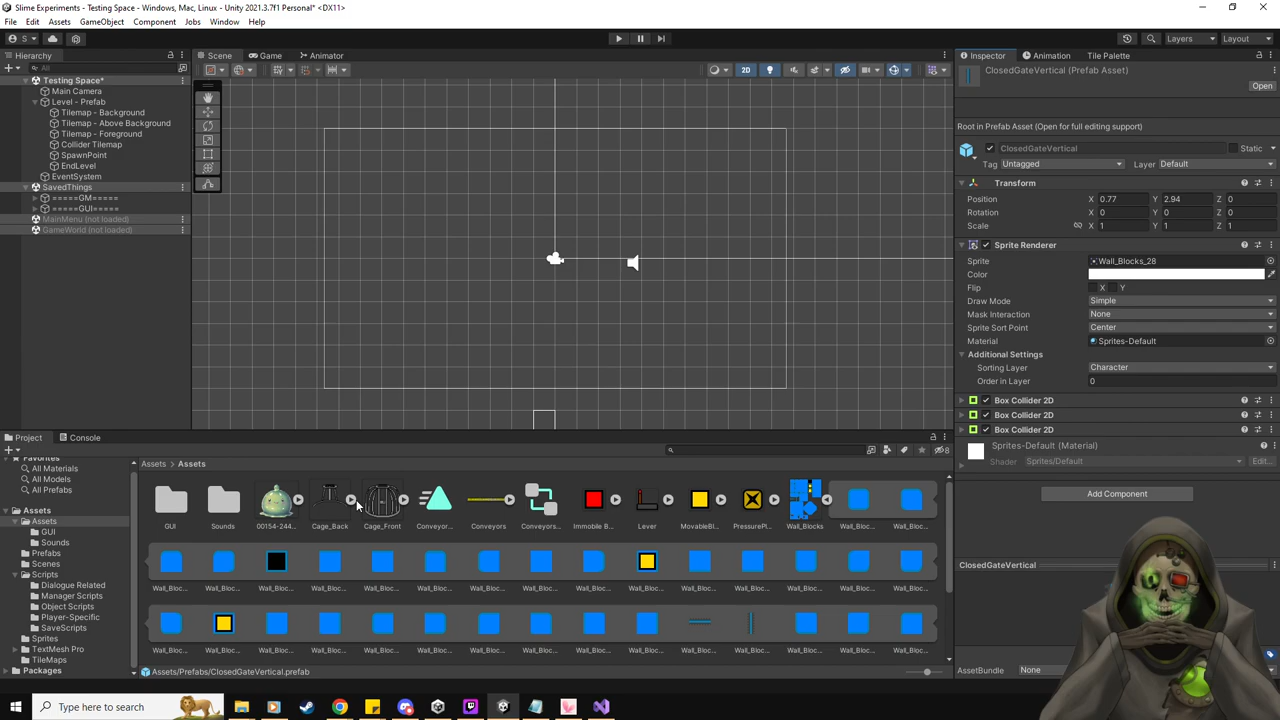 Slime Experiments - Testing Space - Windows, Mac, Linux - Unity 2021.3.7f1 Personal* <DX11>
File Edit Assets GameObject Component Jobs Window Help
S Layers Layout
Hierarchy Scene Game Animator Inspector Animation Tile Palette
All
2D
ClosedGateVertical (Prefab Asset)
Open
Testing Space*
Main Camera
Level - Prefab
Tilemap - Background
Tilemap - Above Background
Tilemap - Foreground
Collider Tilemap
SpawnPoint
EndLevel
EventSystem
SavedThings
=====GM=====
=====GUI=====
MainMenu (not loaded)
GameWorld (not loaded)
Root in Prefab Asset (Open for full editing support)
ClosedGateVertical Static
Tag Untagged Layer Default
Transform
Position X 0.77 Y 2.94 Z 0
Rotation X 0 Y 0 Z 0
Scale X 1 Y 1 Z 1
Sprite Renderer
Sprite Wall_Blocks_28
Color
Flip X Y
Draw Mode Simple
Mask Interaction None
Sprite Sort Point Center
Material Sprites-Default
Additional Settings
Sorting Layer Character
Order in Layer 0
Box Collider 2D
Box Collider 2D
Box Collider 2D
Sprites-Default (Material)
Shader Sprites/Default Edit...
Add Component
ClosedGateVertical
AssetBundle None
Project Console
8
Favorites
All Materials
All Models
All Prefabs
Assets
Assets
GUI
Sounds
Prefabs
Scenes
Scripts
Dialogue Related
Manager Scripts
Object Scripts
Player-Specific
SaveScripts
Sprites
TextMesh Pro
TileMaps
Packages
Assets > Assets
GUI Sounds 00154-244... Cage_Back Cage_Front Conveyor... Conveyors Conveyors... Immobile B... Lever MovableBl... PressurePl... Wall_Blocks Wall_Bloc... Wall_Bloc...
Wall_Bloc... Wall_Bloc... Wall_Bloc... Wall_Bloc... Wall_Bloc... Wall_Bloc... Wall_Bloc... Wall_Bloc... Wall_Bloc... Wall_Bloc... Wall_Bloc... Wall_Bloc... Wall_Bloc... Wall_Bloc... Wall_Bloc...
Wall_Bloc... Wall_Bloc... Wall_Bloc... Wall_Bloc... Wall_Bloc... Wall_Bloc... Wall_Bloc... Wall_Bloc... Wall_Bloc... Wall_Bloc... Wall_Bloc... Wall_Bloc... Wall_Bloc... Wall_Bloc... Wall_Bloc...
Assets/Prefabs/ClosedGateVertical.prefab
Type here to search